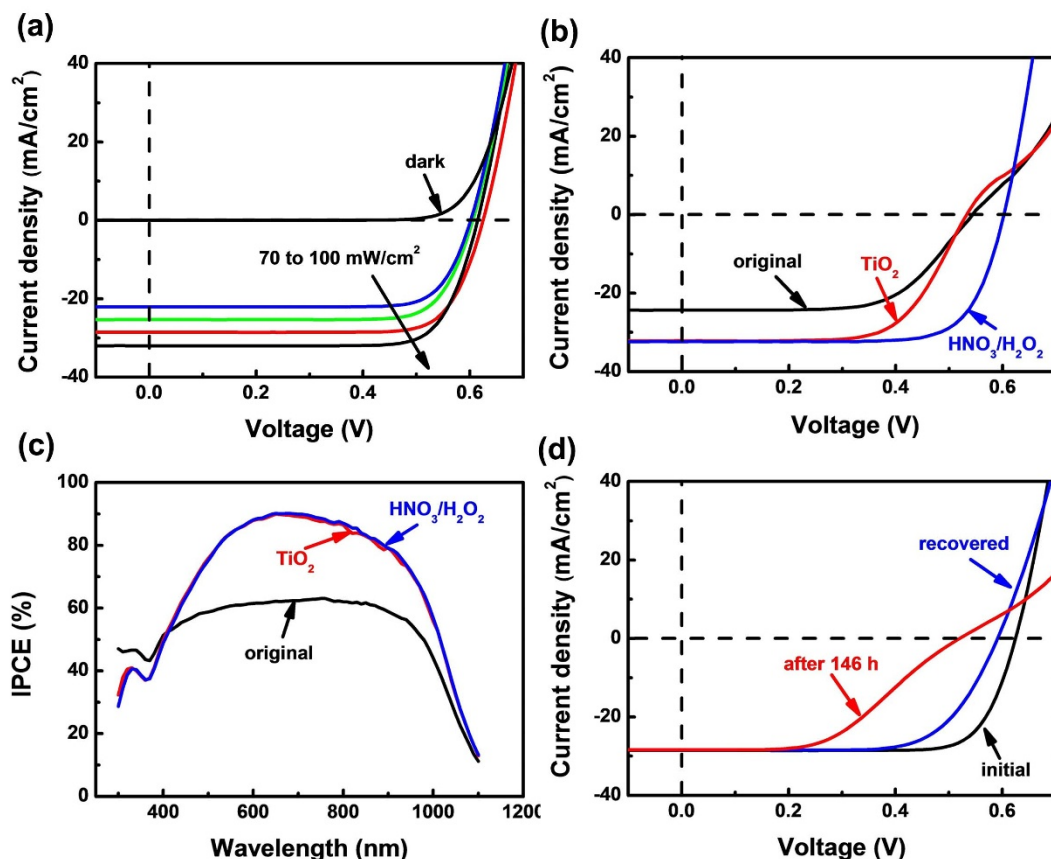 (a)
40
20
0
-20
-40
0.0
0.2
0.4
0.6
Current density (mA/cm²)
Voltage (V)
dark
70 to 100 mW/cm²
(b)
40
20
0
-20
-40
0.0
0.2
0.4
0.6
Current density (mA/cm²)
Voltage (V)
original
TiO₂
HNO₃/H₂O₂
(c)
100
80
60
40
20
0
400
600
800
1000
1200
IPCE (%)
Wavelength (nm)
HNO₃/H₂O₂
TiO₂
original
(d)
40
20
0
-20
-40
0.0
0.2
0.4
0.6
Current density (mA/cm²)
Voltage (V)
recovered
after 146 h
initial